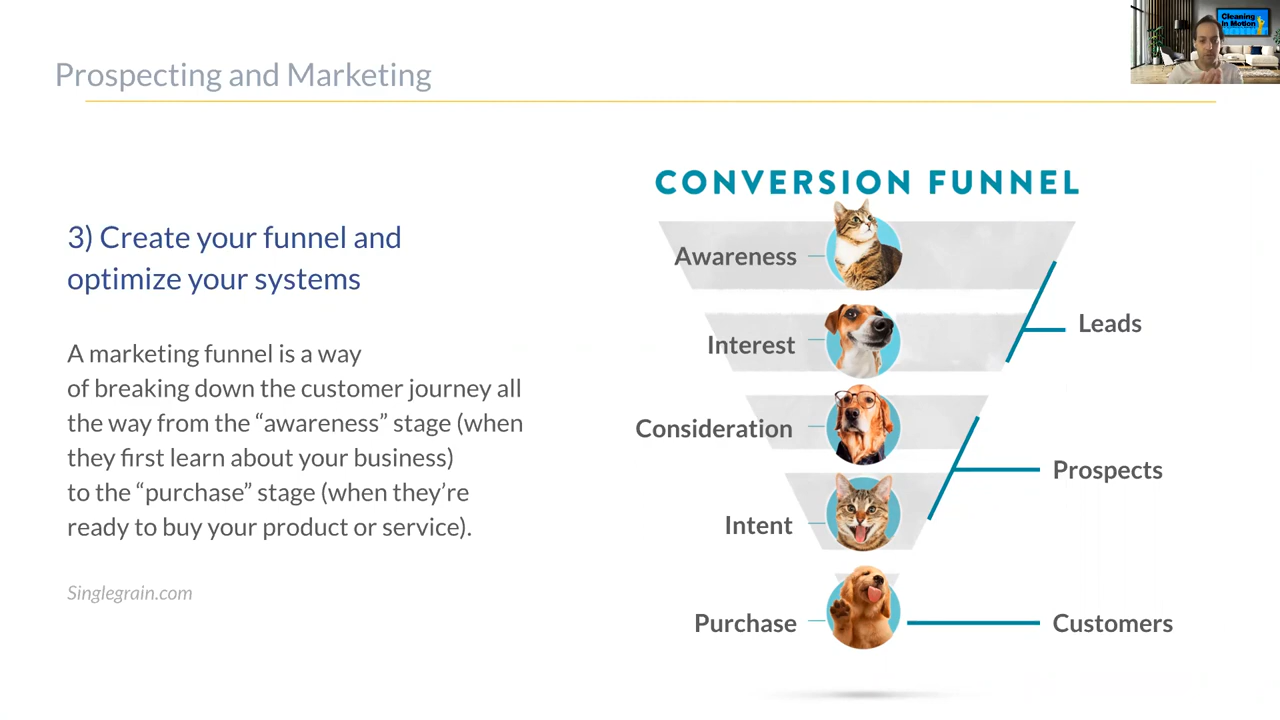 Prospecting and Marketing
Cleaning
In Motion
3) Create your funnel and
optimize your systems
A marketing funnel is a way
of breaking down the customer journey all
the way from the “awareness” stage (when
they first learn about your business)
to the “purchase” stage (when they’re
ready to buy your product or service).
Singlegrain.com
CONVERSION FUNNEL
Awareness
Interest
Leads
Consideration
Prospects
Intent
Purchase
Customers